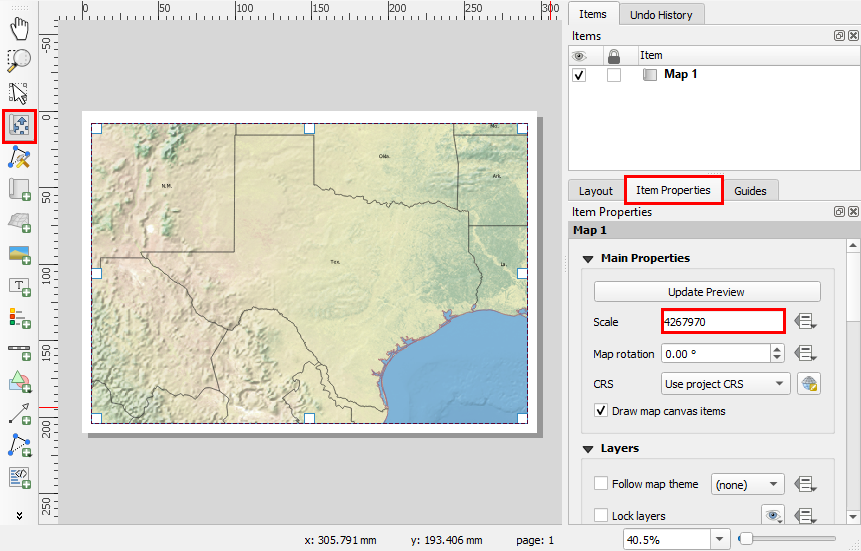 0 50 100 150 200 250 300
Items Undo History
Items
Item
Map 1
-50
0
50
100
150
200
250
Mo.
Okla.
Ark.
N.M.
Tex.
La.
T
Layout Item Properties Guides
Item Properties
Map 1
Main Properties
Update Preview
Scale 4267970
Map rotation 0.00 °
CRS Use project CRS
Draw map canvas items
Layers
Follow map theme (none)
Lock layers
x: 305.791 mm y: 193.406 mm page: 1 40.5%